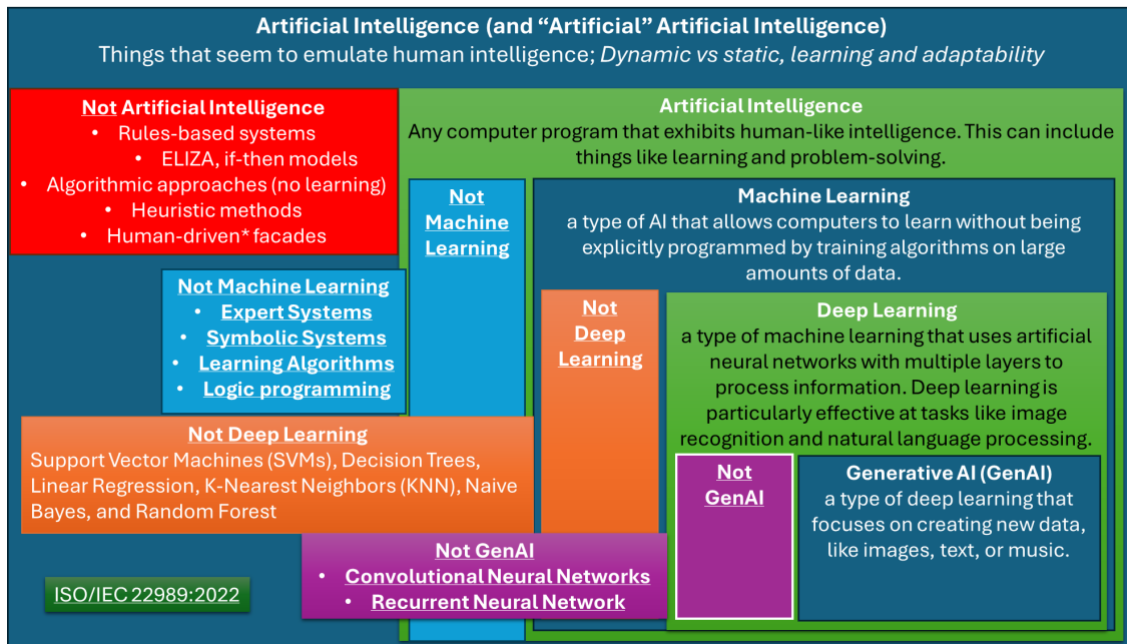 Artificial Intelligence (and “Artificial” Artificial Intelligence)
Things that seem to emulate human intelligence; Dynamic vs static, learning and adaptability
Not Artificial Intelligence
• Rules-based systems
• ELIZA, if-then models
• Algorithmic approaches (no learning)
• Heuristic methods
• Human-driven* facades
Artificial Intelligence
Any computer program that exhibits human-like intelligence. This can include
things like learning and problem-solving.
Not
Machine
Learning
Machine Learning
a type of AI that allows computers to learn without being
explicitly programmed by training algorithms on large
amounts of data.
Not Machine Learning
• Expert Systems
• Symbolic Systems
• Learning Algorithms
• Logic programming
Not
Deep
Learning
Deep Learning
a type of machine learning that uses artificial
neural networks with multiple layers to
process information. Deep learning is
particularly effective at tasks like image
recognition and natural language processing.
Not Deep Learning
Support Vector Machines (SVMs), Decision Trees,
Linear Regression, K-Nearest Neighbors (KNN), Naive
Bayes, and Random Forest
Not
GenAI
Generative AI (GenAI)
a type of deep learning that
focuses on creating new data,
like images, text, or music.
Not GenAI
• Convolutional Neural Networks
• Recurrent Neural Network
ISO/IEC 22989:2022